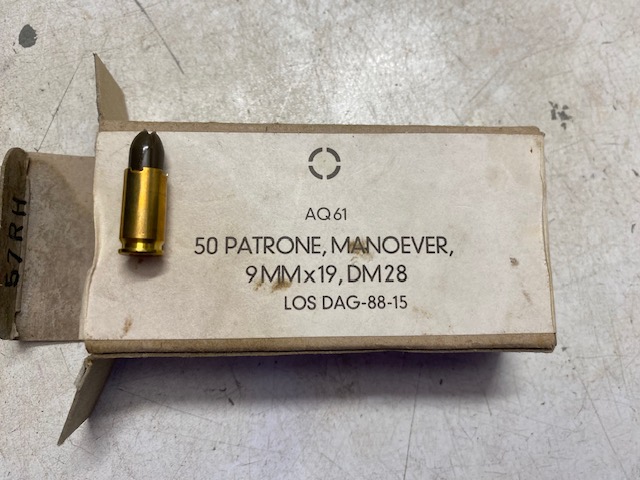 AQ61
50 PATRONE, MANOEVER,
9MMx19, DM28
LOS DAG-88-15
57RH